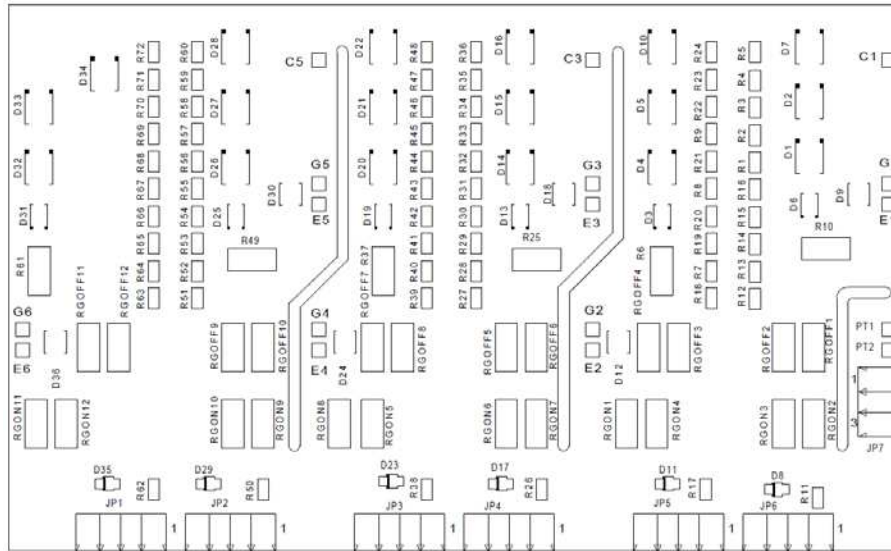 D34
R72
R60
D28
D22
R48
R36
D16
D10
R24
R5
D7
C5
C3
C1
R71
R59
R47
R35
R23
R4
D33
R70
R58
D27
D21
R46
R34
D15
D5
R22
R3
D2
R69
R57
R45
R33
R9
R2
D32
R68
R56
D26
D20
R44
R32
D14
D4
R21
R1
D1
G5
G3
G
R67
R55
D30
R43
R31
D18
R8
R16
D6
D9
E5
E3
E
D31
R66
R54
D25
D19
R42
R30
D13
D3
R20
R15
R65
R53
R49
R41
R29
R25
R19
R14
R10
R61
RGOFF11
RGOFF12
R64
R52
R37
RGOFF7
R40
R28
R6
RGOFF4
R7
R13
R63
R51
R39
R27
R18
R12
G6
RGOFF9
RGOFF10
G4
RGOFF8
RGOFF5
RGOFF6
G2
RGOFF3
RGOFF2
RGOFF1
PT1
E6
E4
E2
PT2
D36
D24
D12
1
RGON11
RGON12
RGON10
RGON9
RGON8
RGON5
RGON6
RGON7
RGON1
RGON4
RGON3
RGON2
3
JP7
D35
R62
D29
R50
D23
R38
D17
R26
D11
R17
D8
R11
JP1
1
JP2
1
JP3
1
JP4
1
JP5
1
JP6
1